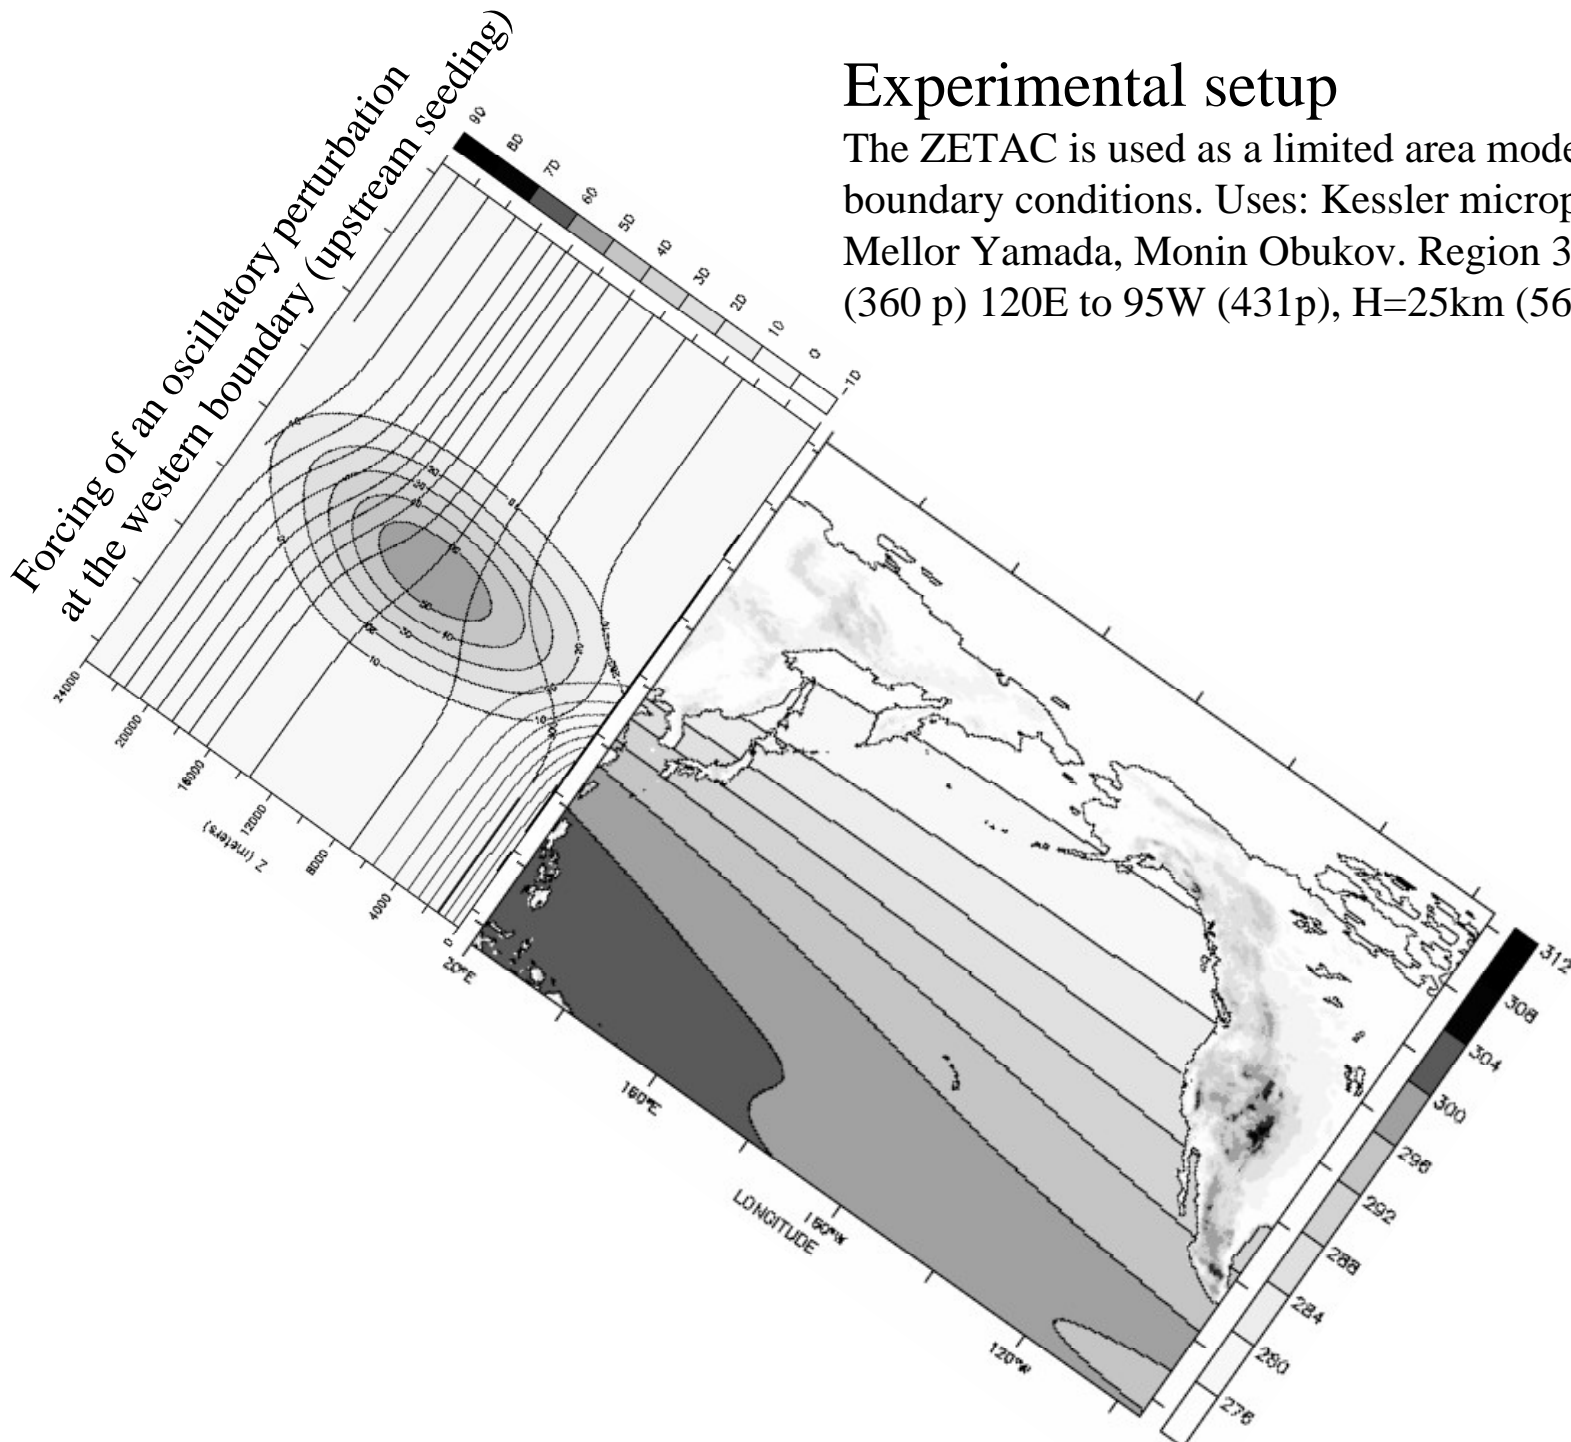 Experimental setup
The ZETAC is used as a limited area mode
boundary conditions. Uses: Kessler microp
Mellor Yamada, Monin Obukov. Region 3
(360 p) 120E to 95W (431p), H=25km (56
Forcing of an oscillatory perturbation
at the western boundary (upstream seeding)
90
80
70
60
50
40
30
20
10
0
-10
24000
20000
16000
12000
8000
4000
0
Z (meters)
20°E
160°E
160°W
120°W
LONGITUDE
312
308
304
300
296
292
288
284
280
276